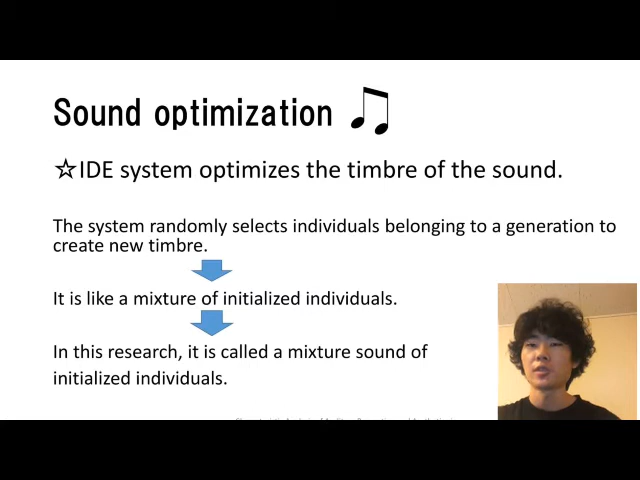 Sound optimization
☆IDE system optimizes the timbre of the sound.
The system randomly selects individuals belonging to a generation to
create new timbre.
It is like a mixture of initialized individuals.
In this research, it is called a mixture sound of
initialized individuals.